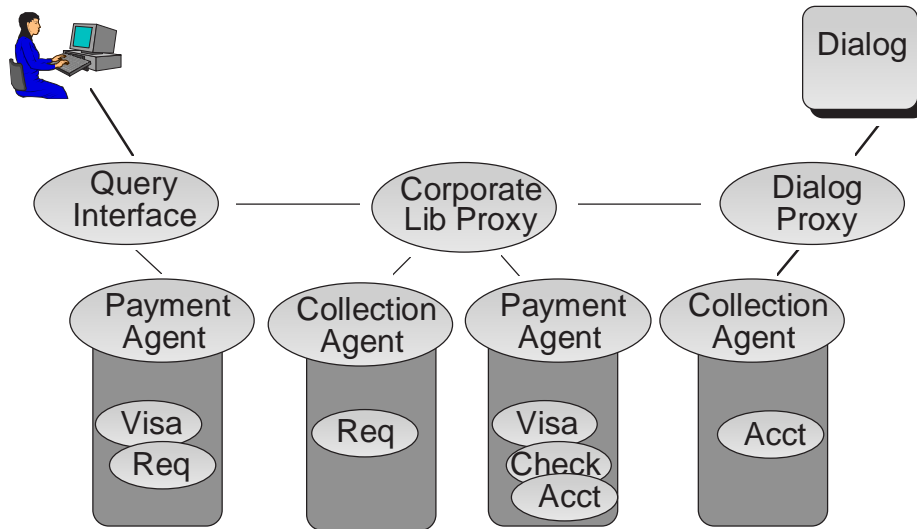 Dialog
Query
Interface
Corporate
Lib Proxy
Dialog
Proxy
Payment
Agent
Collection
Agent
Payment
Agent
Collection
Agent
Visa
Req
Req
Visa
Check
Acct
Acct